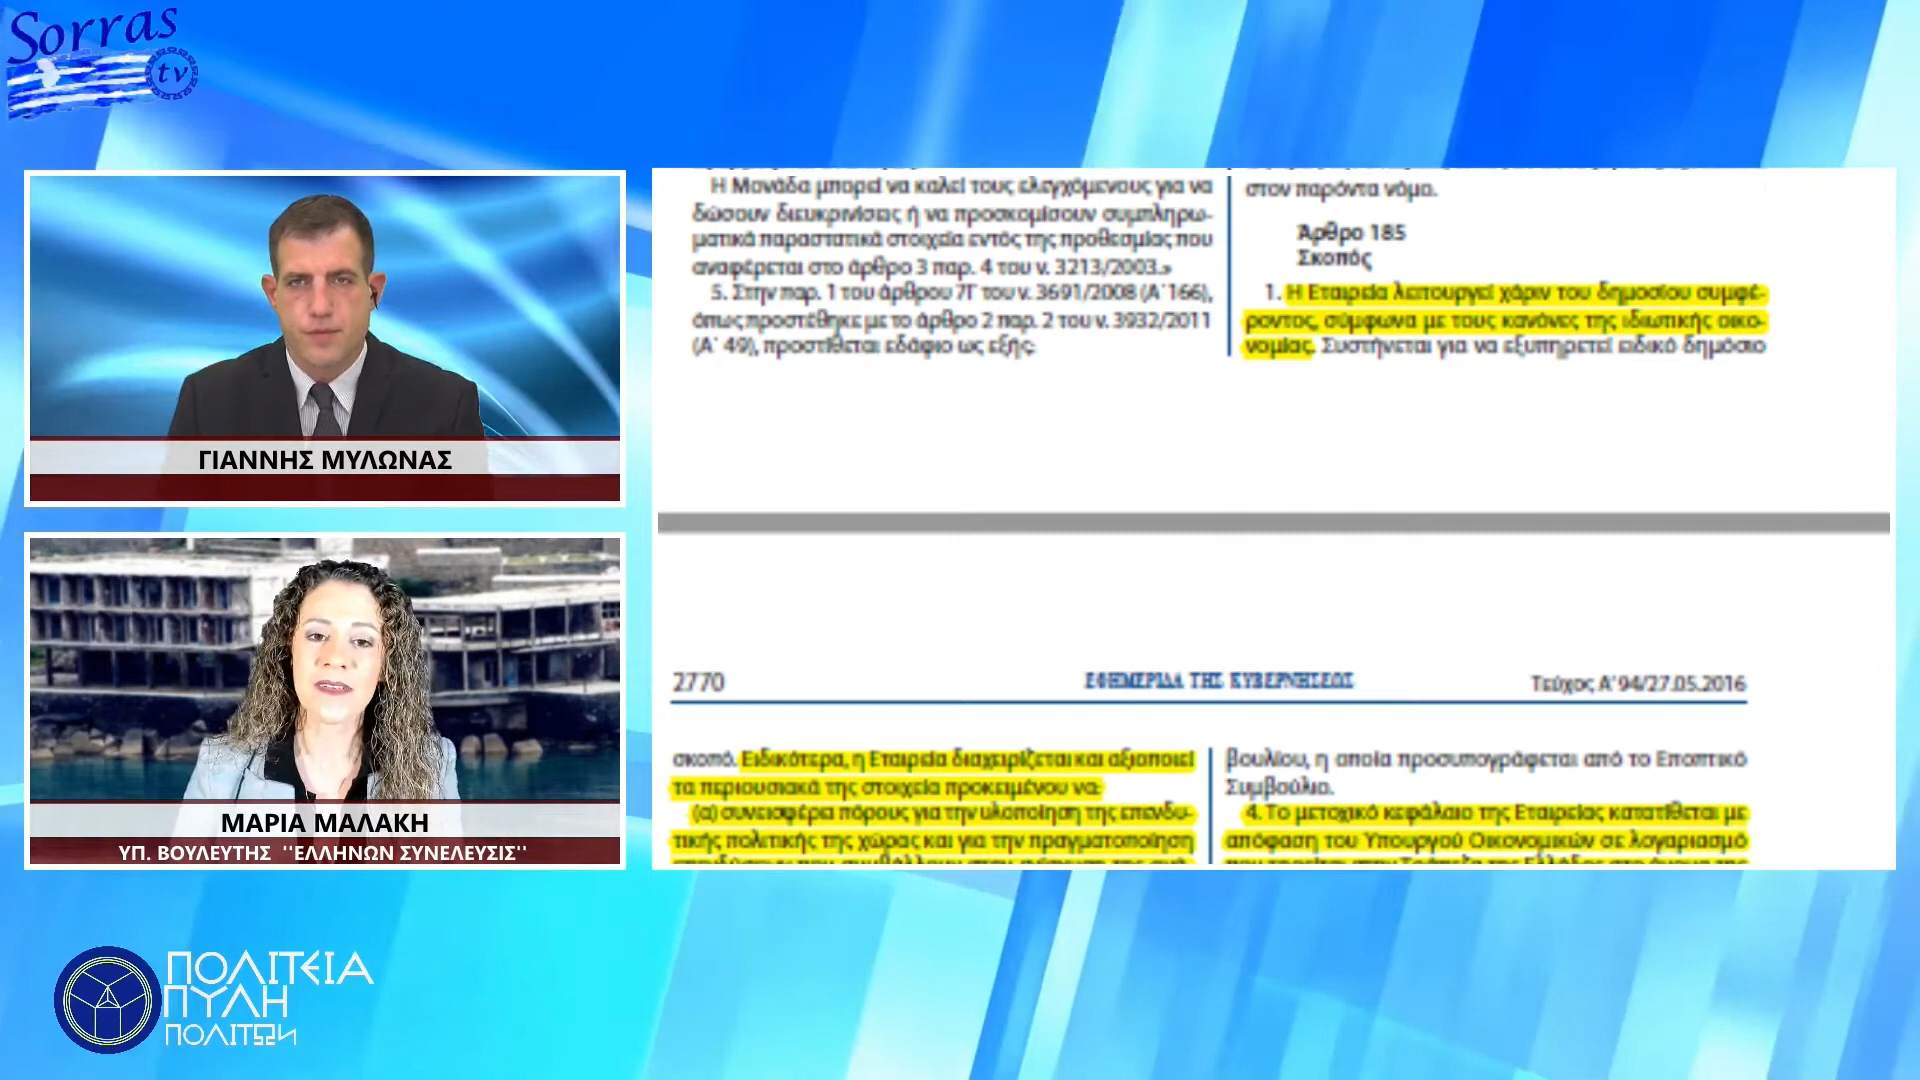 Sorras
tv
ΓΙΑΝΝΗΣ ΜΥΛΩΝΑΣ
ΜΑΡΙΑ ΜΑΛΑΚΗ
ΥΠ. ΒΟΥΛΕΥΤΗΣ ''ΕΛΛΗΝΩΝ ΣΥΝΕΛΕΥΣΙΣ''
Η Μονάδα μπορεί να καλεί τους ελεγχόμενους για να
δώσουν διευκρινίσεις ή να προσκομίσουν συμπληρω-
ματικά παραστατικά στοιχεία εντός της προθεσμίας που
αναφέρεται στο άρθρο 3 παρ. 4 του ν. 3213/2003.»
5. Στην παρ. 1 του άρθρου 7Γ του ν. 3691/2008 (Α΄166),
όπως προστέθηκε με το άρθρο 2 παρ. 2 του ν. 3932/2011
(Α΄ 49), προστίθεται εδάφιο ως εξής:
στον παρόντα νόμο.
Άρθρο 185
Σκοπός
1. Η Εταιρεία λειτουργεί χάριν του δημοσίου συμφέ-
ροντος, σύμφωνα με τους κανόνες της ιδιωτικής οικο-
νομίας. Συστήνεται για να εξυπηρετεί ειδικό δημόσιο
2770
ΕΦΗΜΕΡΙΔΑ ΤΗΣ ΚΥΒΕΡΝΗΣΕΩΣ
Τεύχος Α' 94/27.05.2016
σκοπό. Ειδικότερα, η Εταιρεία διαχειρίζεται και αξιοποιεί
τα περιουσιακά της στοιχεία προκειμένου να:
(α) συνεισφέρει πόρους για την υλοποίηση της επενδυ-
τικής πολιτικής της χώρας και για την πραγματοποίηση
βουλίου, η οποία προσυπογράφεται από το Εποπτικό
Συμβούλιο.
4. Το μετοχικό κεφάλαιο της Εταιρείας κατατίθεται με
απόφαση του Υπουργού Οικονομικών σε λογαριασμό
ΠΟΛΙΤΕΙΑ
ΠΥΛΗ
ΠΟΛΙΤΩΝ